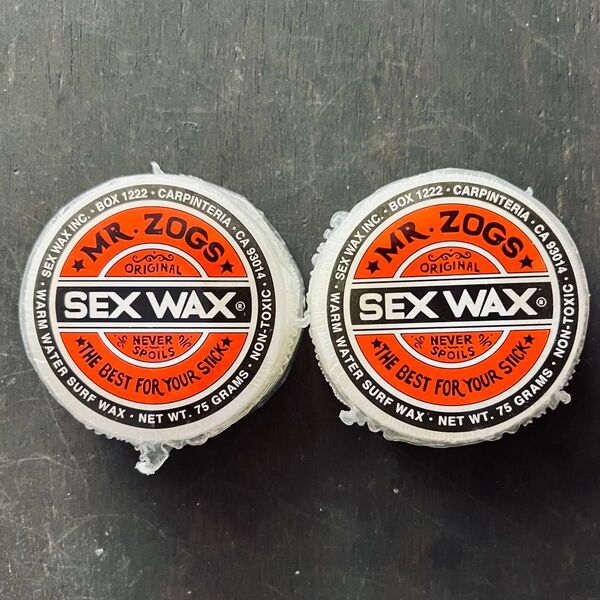 SEX WAX INC. · BOX 1222 · CARPINTERIA, CA 93014 · NON-TOXIC ·
WARM WATER SURF WAX · NET WT. 75 GRAMS ·
★ MR. ZOGS ★
ORIGINAL
SEX WAX®
NEVER
SPOILS
★ THE BEST FOR YOUR STICK ★
SEX WAX INC. · BOX 1222 · CARPINTERIA, CA 93014 · NON-TOXIC ·
WARM WATER SURF WAX · NET WT. 75 GRAMS ·
★ MR. ZOGS ★
ORIGINAL
SEX WAX®
NEVER
SPOILS
★ THE BEST FOR YOUR STICK ★